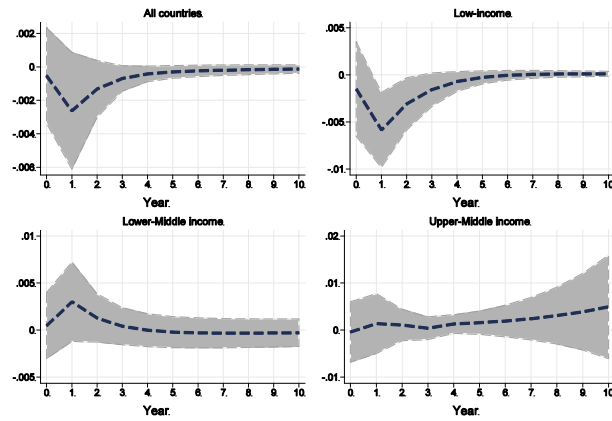 All countries.
.002.
0.
-.002.
-.004.
-.006.
0. 1. 2. 3. 4. 5. 6. 7. 8. 9. 10.
Year.
Low-income.
.005.
0.
-.005.
-.01.
0. 1. 2. 3. 4. 5. 6. 7. 8. 9. 10.
Year.
Lower-Middle income.
.01.
.005.
0.
-.005.
0. 1. 2. 3. 4. 5. 6. 7. 8. 9. 10.
Year.
Upper-Middle income.
.02.
.01.
0.
-.01.
0. 1. 2. 3. 4. 5. 6. 7. 8. 9. 10
Year.